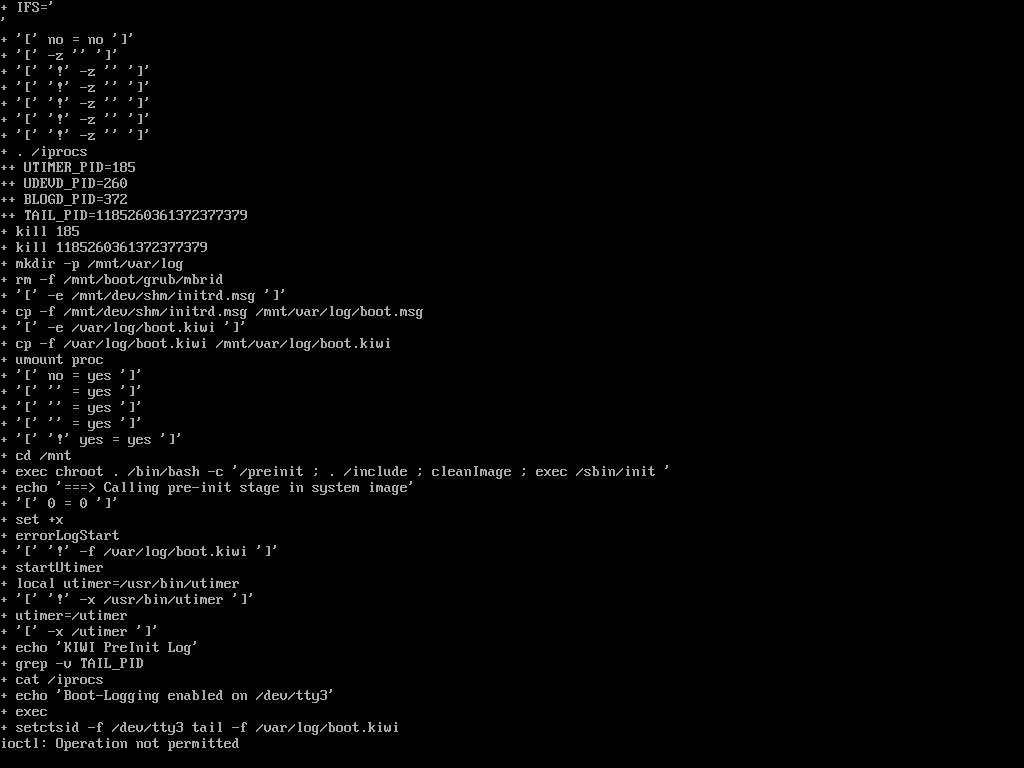 + IFS='
'
+ '[' no = no ']'
+ '[' -z '' ']'
+ '[' '!' -z '' ']'
+ '[' '!' -z '' ']'
+ '[' '!' -z '' ']'
+ '[' '!' -z '' ']'
+ '[' '!' -z '' ']'
+ . /iprocs
++ UTIMER_PID=185
++ UDEVD_PID=260
++ BLOGD_PID=372
++ TAIL_PID=1185260361372377379
+ kill 185
+ kill 1185260361372377379
+ mkdir -p /mnt/var/log
+ rm -f /mnt/boot/grub/mbrid
+ '[' -e /mnt/dev/shm/initrd.msg ']'
+ cp -f /mnt/dev/shm/initrd.msg /mnt/var/log/boot.msg
+ '[' -e /var/log/boot.kiwi ']'
+ cp -f /var/log/boot.kiwi /mnt/var/log/boot.kiwi
+ umount proc
+ '[' no = yes ']'
+ '[' '' = yes ']'
+ '[' '' = yes ']'
+ '[' '' = yes ']'
+ '[' '!' yes = yes ']'
+ cd /mnt
+ exec chroot . /bin/bash -c '/preinit ; . /include ; cleanImage ; exec /sbin/init '
+ echo '===> Calling pre-init stage in system image'
+ '[' 0 = 0 ']'
+ set +x
+ errorLogStart
+ '[' '!' -f /var/log/boot.kiwi ']'
+ startUtimer
+ local utimer=/usr/bin/utimer
+ '[' '!' -x /usr/bin/utimer ']'
+ utimer=/utimer
+ '[' -x /utimer ']'
+ echo 'KIWI PreInit Log'
+ grep -v TAIL_PID
+ cat /iprocs
+ echo 'Boot-Logging enabled on /dev/tty3'
+ exec
+ setctsid -f /dev/tty3 tail -f /var/log/boot.kiwi
ioctl: Operation not permitted